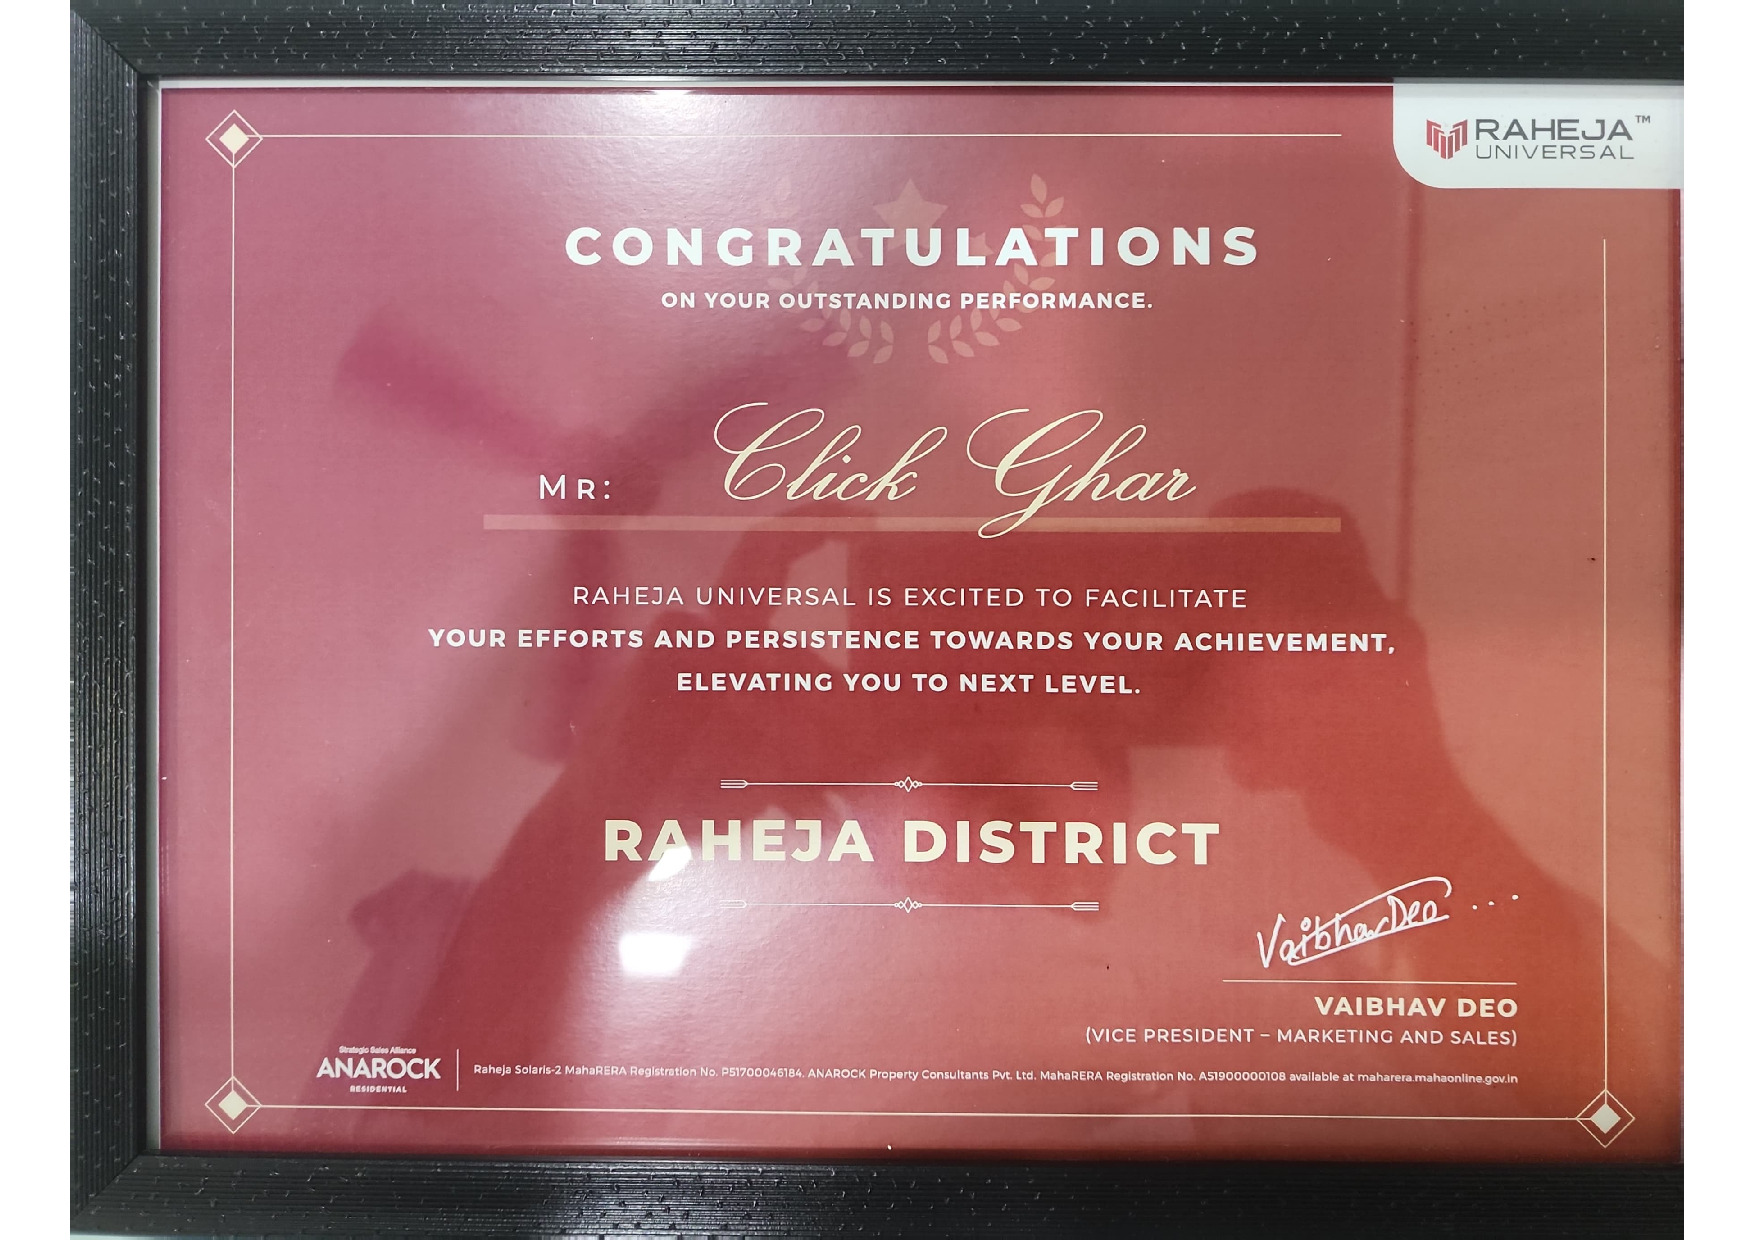 RAHEJA™
UNIVERSAL
CONGRATULATIONS
ON YOUR OUTSTANDING PERFORMANCE.
MR: Click Ghar
RAHEJA UNIVERSAL IS EXCITED TO FACILITATE
YOUR EFFORTS AND PERSISTENCE TOWARDS YOUR ACHIEVEMENT,
ELEVATING YOU TO NEXT LEVEL.
RAHEJA DISTRICT
Vaibhav Deo
VAIBHAV DEO
(VICE PRESIDENT – MARKETING AND SALES)
Strategic Sales Alliance
ANAROCK
RESIDENTIAL
Raheja Solaris-2 MahaRERA Registration No. P51700046184. ANAROCK Property Consultants Pvt. Ltd. MahaRERA Registration No. A51900000108 available at maharera.mahaonline.gov.in